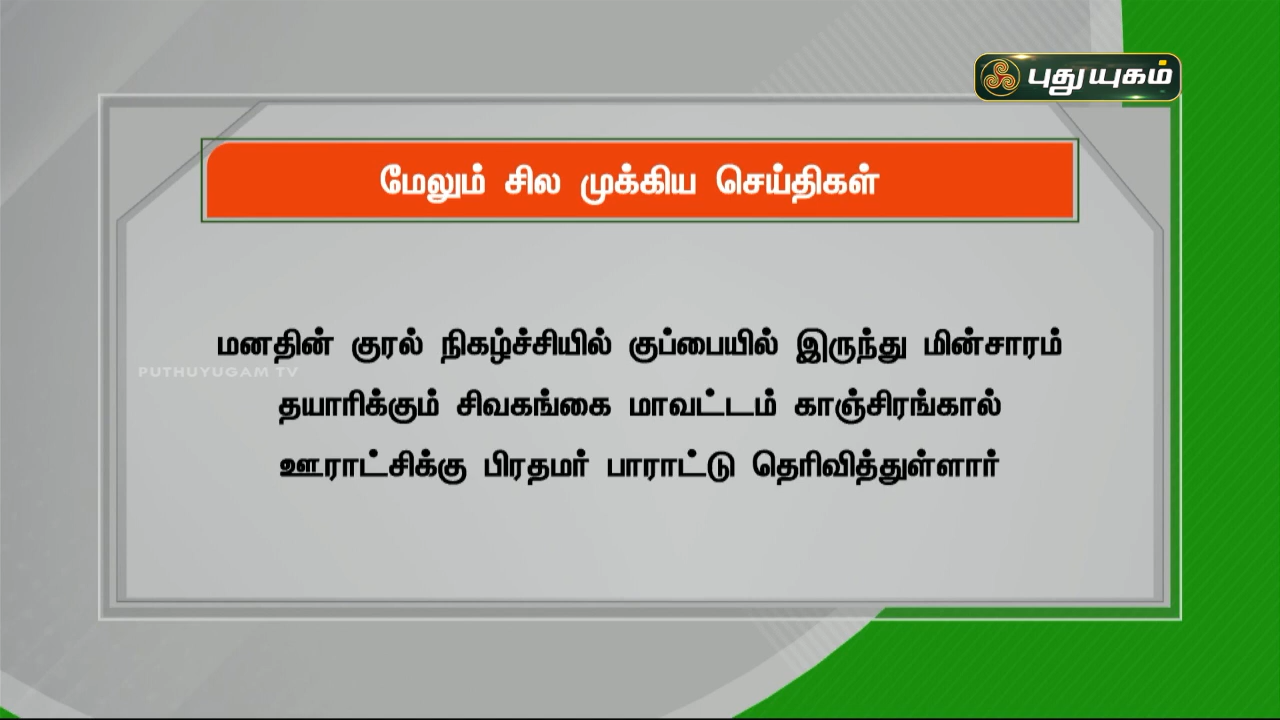 புதுயுகம்
மேலும் சில முக்கிய செய்திகள்
மனதின் குரல் நிகழ்ச்சியில் குப்பையில் இருந்து மின்சாரம்
PUTHUYUGAM TV
தயாரிக்கும் சிவகங்கை மாவட்டம் காஞ்சிரங்கால்
ஊராட்சிக்கு பிரதமர் பாராட்டு தெரிவித்துள்ளார்